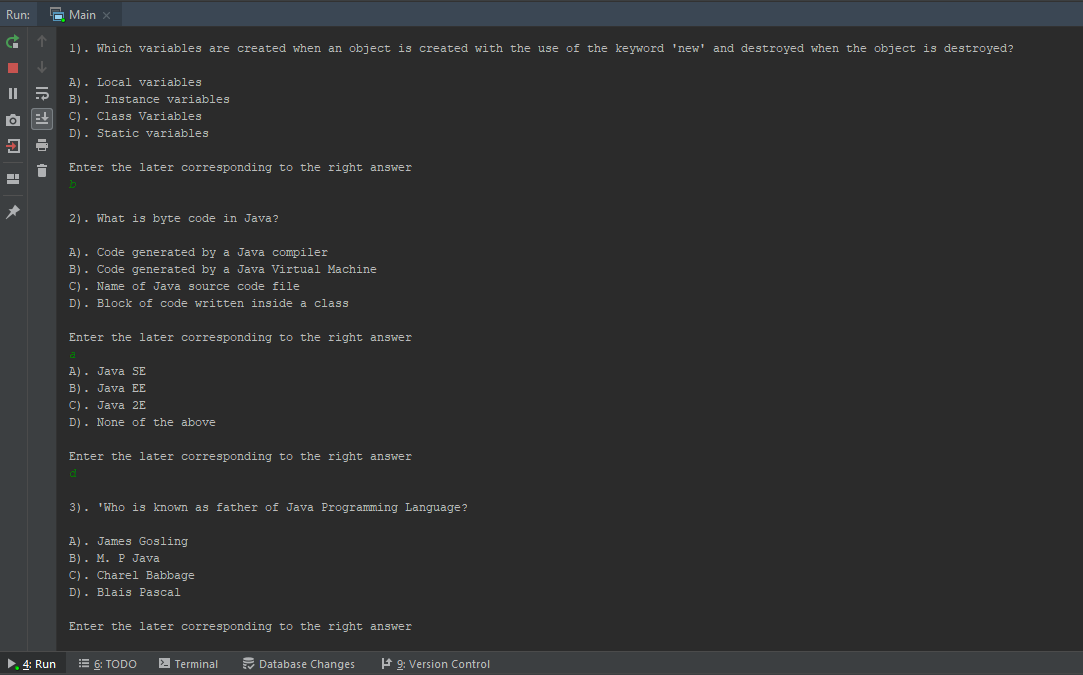 Run: Main
1). Which variables are created when an object is created with the use of the keyword 'new' and destroyed when the object is destroyed?
A). Local variables
B).  Instance variables
C). Class Variables
D). Static variables
Enter the later corresponding to the right answer
b
2). What is byte code in Java?
A). Code generated by a Java compiler
B). Code generated by a Java Virtual Machine
C). Name of Java source code file
D). Block of code written inside a class
Enter the later corresponding to the right answer
a
A). Java SE
B). Java EE
C). Java 2E
D). None of the above
Enter the later corresponding to the right answer
d
3). 'Who is known as father of Java Programming Language?
A). James Gosling
B). M. P Java
C). Charel Babbage
D). Blais Pascal
Enter the later corresponding to the right answer
4: Run 6: TODO Terminal Database Changes 9: Version Control